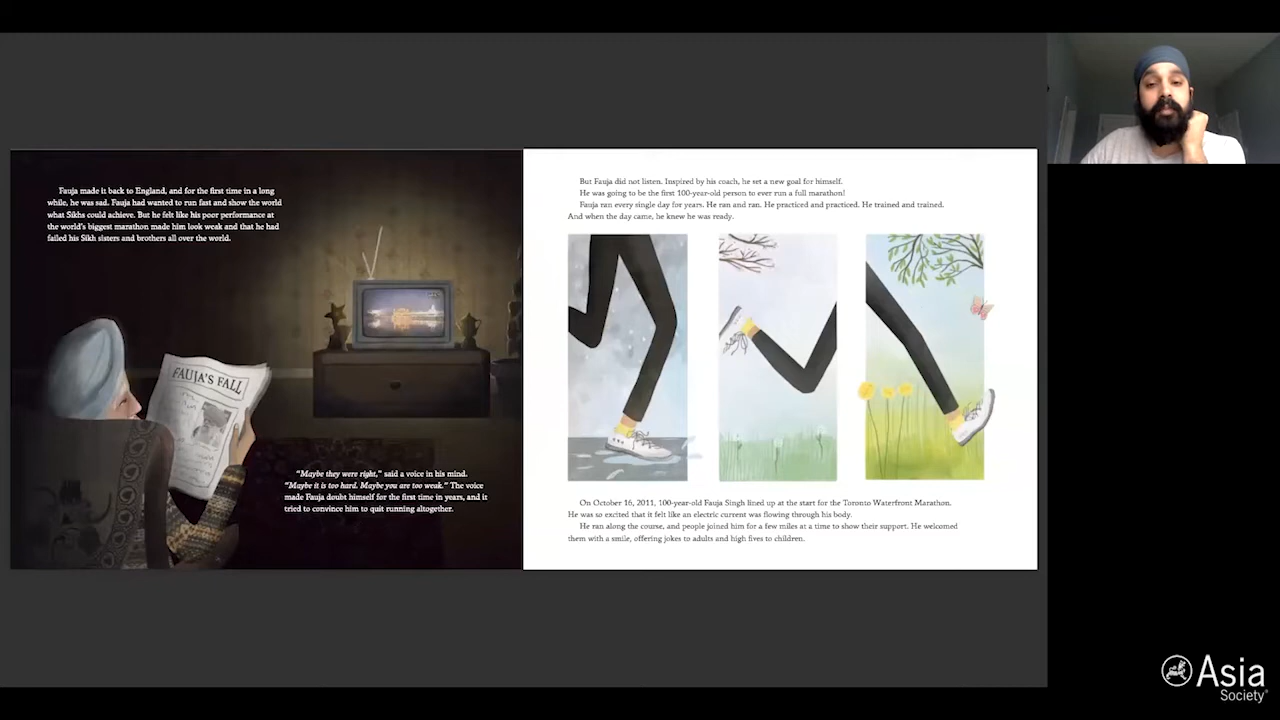 Fauja made it back to England, and for the first time in a long
while, he was sad. Fauja had wanted to run fast and show the world
what Sikhs could achieve. But he felt like his poor performance at
the world's biggest marathon made him look weak and that he had
failed his Sikh sisters and brothers all over the world.
FAUJA'S FALL
"Maybe they were right," said a voice in his mind.
"Maybe it is too hard. Maybe you are too weak." The voice
made Fauja doubt himself for the first time in years, and it
tried to convince him to quit running altogether.
But Fauja did not listen. Inspired by his coach, he set a new goal for himself.
He was going to be the first 100-year-old person to ever run a full marathon!
Fauja ran every single day for years. He ran and ran. He practiced and practiced. He trained and trained.
And when the day came, he knew he was ready.
On October 16, 2011, 100-year-old Fauja Singh lined up at the start for the Toronto Waterfront Marathon.
He was so excited that it felt like an electric current was flowing through his body.
He ran along the course, and people joined him for a few miles at a time to show their support. He welcomed
them with a smile, offering jokes to adults and high fives to children.
Asia
Society